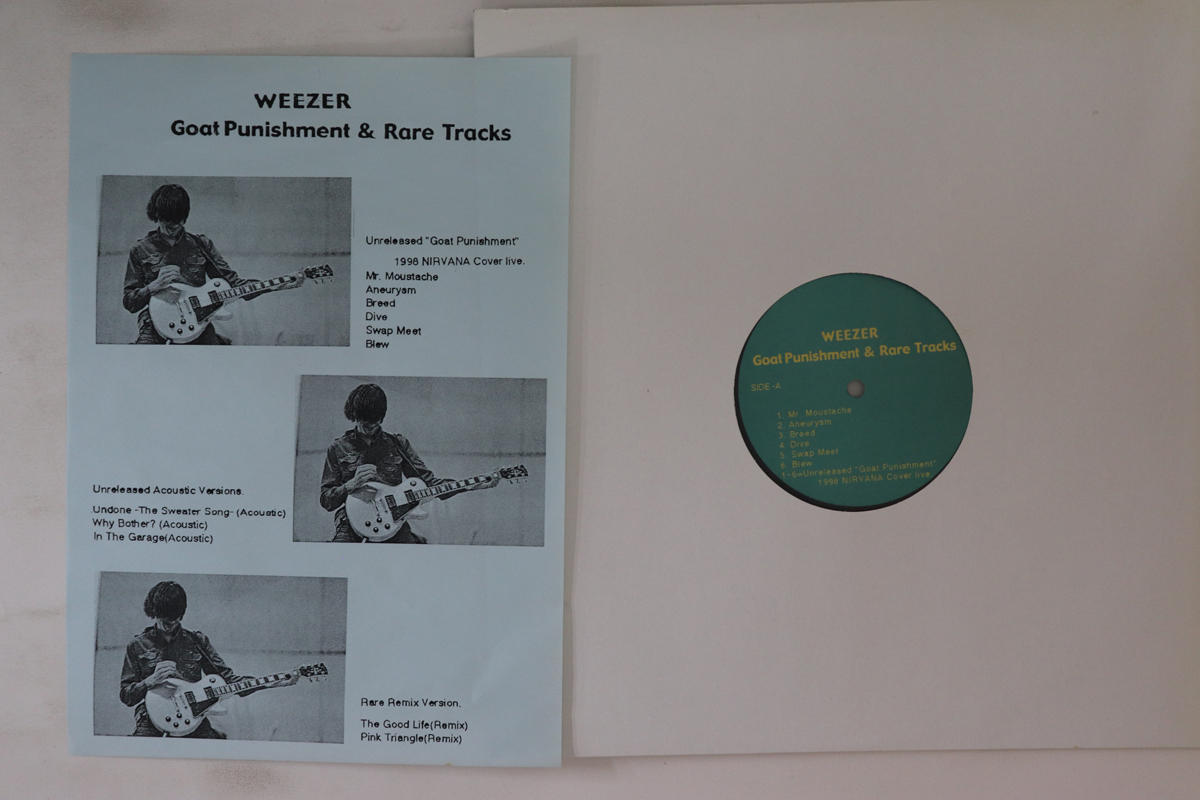 WEEZER
Goat Punishment & Rare Tracks
Unreleased "Goat Punishment"
1998 NIRVANA Cover live.
Mr. Moustache
Aneurysm
Breed
Dive
Swap Meet
Blew
Unreleased Acoustic Versions.
Undone -The Sweater Song- (Acoustic)
Why Bother? (Acoustic)
In The Garage(Acoustic)
Rare Remix Version.
The Good Life(Remix)
Pink Triangle(Remix)
WEEZER
Goat Punishment & Rare Tracks
SIDE-A
1. Mr. Moustache
2. Aneurysm
3. Breed
4. Dive
5. Swap Meet
6. Blew
1-6=Unreleased "Goat Punishment"
1998 NIRVANA Cover live.